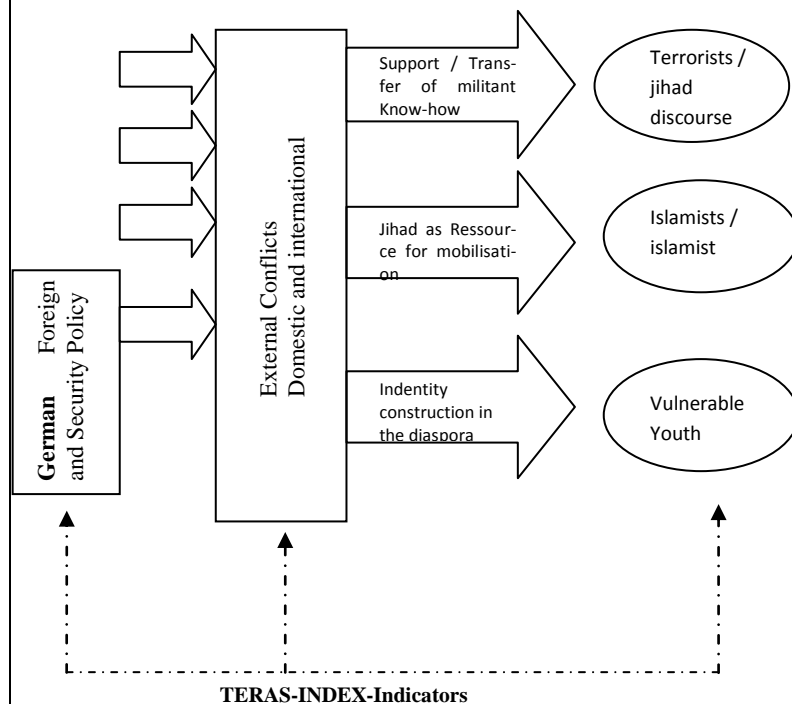 German Foreign
and Security Policy
External Conflicts
Domestic and international
Support / Trans-
fer of militant
Know-how
Terrorists /
jihad
discourse
Jihad as Ressour-
ce for mobilisati-
on
Islamists /
islamist
Indentity
construction in
the diaspora
Vulnerable
Youth
TERAS-INDEX-Indicators